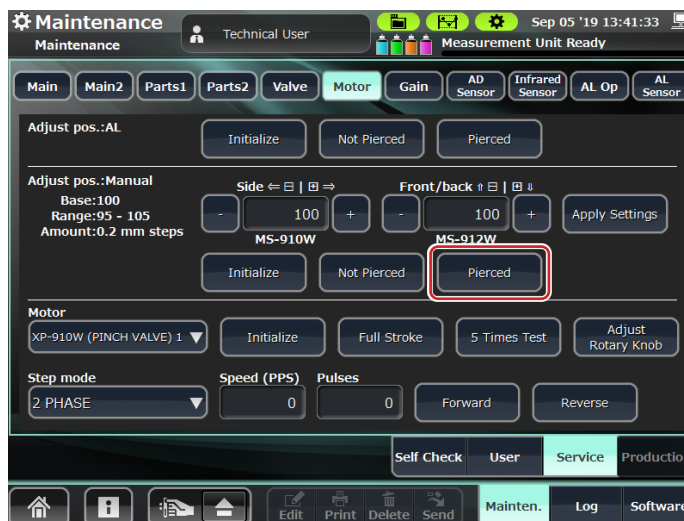 Maintenance
Maintenance
Technical User
Sep 05 '19 13:41:33
Measurement Unit Ready
Main Main2 Parts1 Parts2 Valve Motor Gain AD Sensor Infrared Sensor AL Op AL Sensor
Adjust pos.:AL
Initialize Not Pierced Pierced
Adjust pos.:Manual
Base:100
Range:95 - 105
Amount:0.2 mm steps
Side ⇐ ⊟ | ⊞ ⇒ Front/back ⇑ ⊟ | ⊞ ⇓
- 100 + - 100 + Apply Settings
MS-910W MS-912W
Initialize Not Pierced Pierced
Motor
XP-910W (PINCH VALVE) 1 ▼ Initialize Full Stroke 5 Times Test Adjust Rotary Knob
Step mode Speed (PPS) Pulses
2 PHASE ▼ 0 0 Forward Reverse
Self Check User Service Productio
Edit Print Delete Send Mainten. Log Software